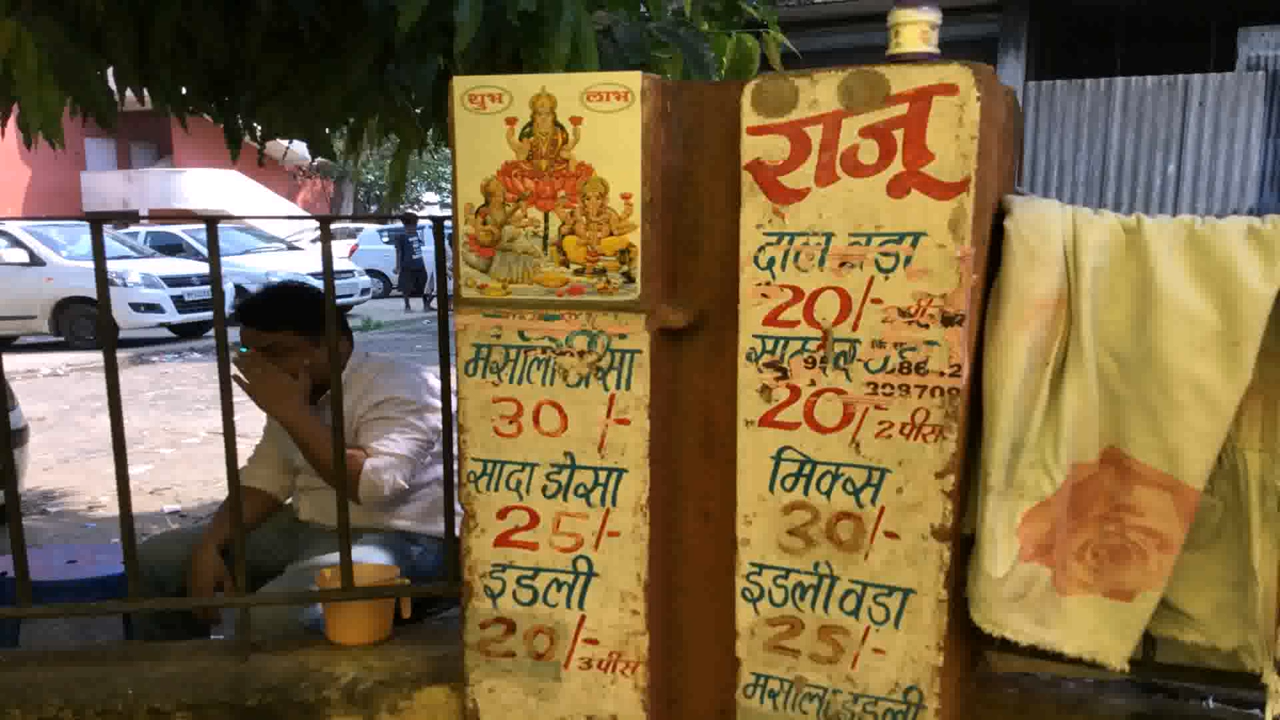 शुभ लाभ
मसाला डोसा
30/-
सादा डोसा
25/-
इडली
20/- 3 पीस
राजू
दाल वड़ा
20/-
20/- 2 पीस
मिक्स
30/-
इडली वड़ा
25/-
मसाला इडली